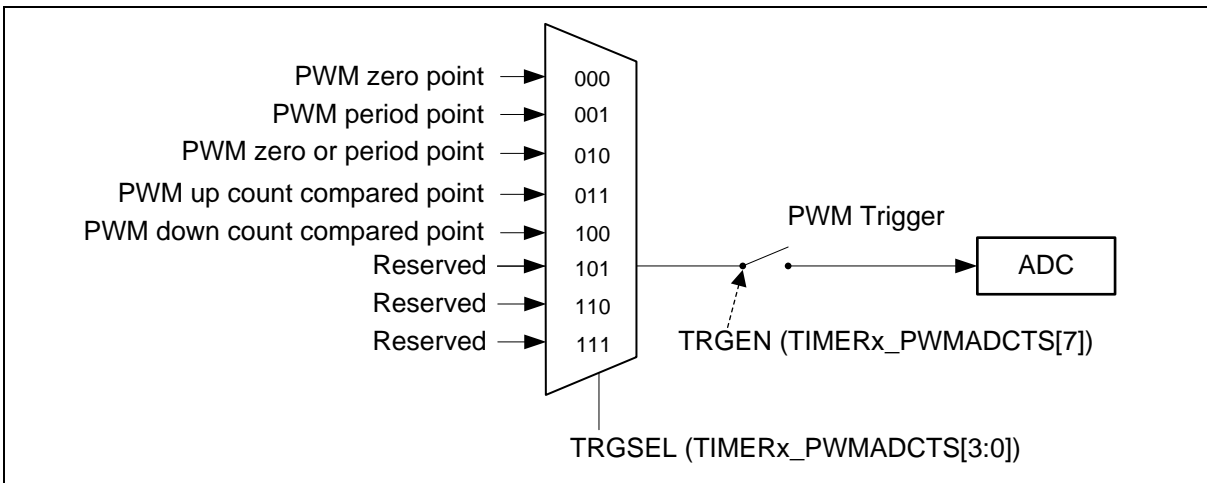 PWM zero point 000
PWM period point 001
PWM zero or period point 010
PWM up count compared point 011
PWM down count compared point 100
Reserved 101
Reserved 110
Reserved 111
PWM Trigger
ADC
TRGEN (TIMERx_PWMADCTS[7])
TRGSEL (TIMERx_PWMADCTS[3:0])